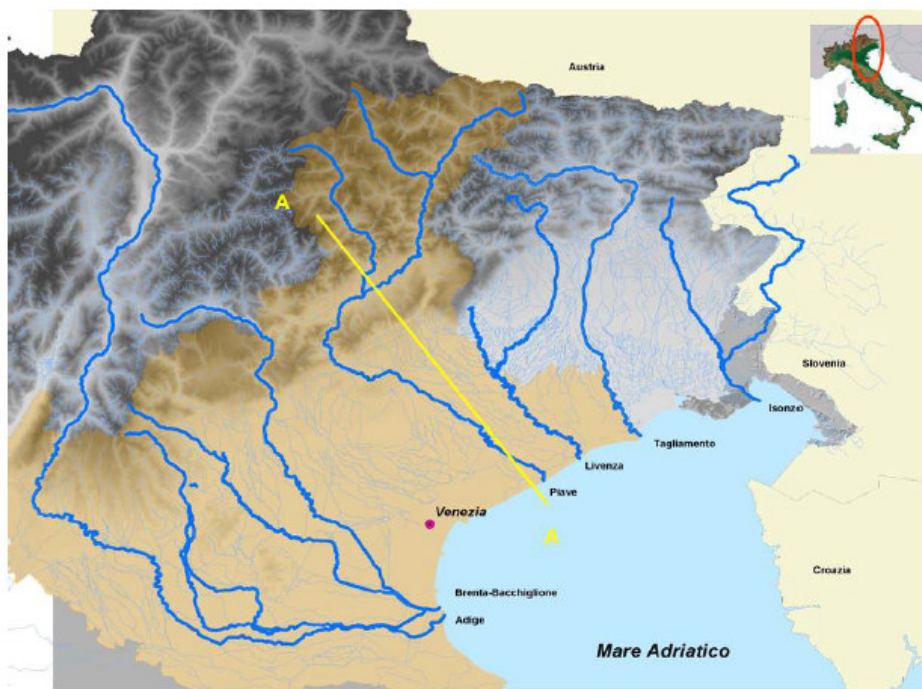 Austria
A
Slovenia
Isonzo
Tagliamento
Livenza
Piave
Venezia
A
Croazia
Brenta-Bacchiglione
Adige
Mare Adriatico